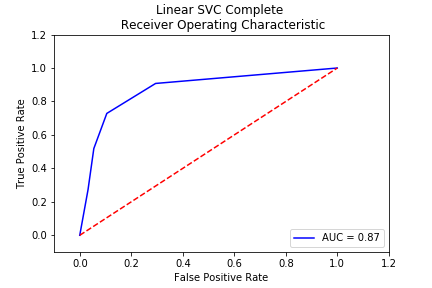 Linear SVC Complete
Receiver Operating Characteristic
1.2
1.0
0.8
0.6
0.4
0.2
0.0
True Positive Rate
AUC = 0.87
0.0 0.2 0.4 0.6 0.8 1.0 1.2
False Positive Rate